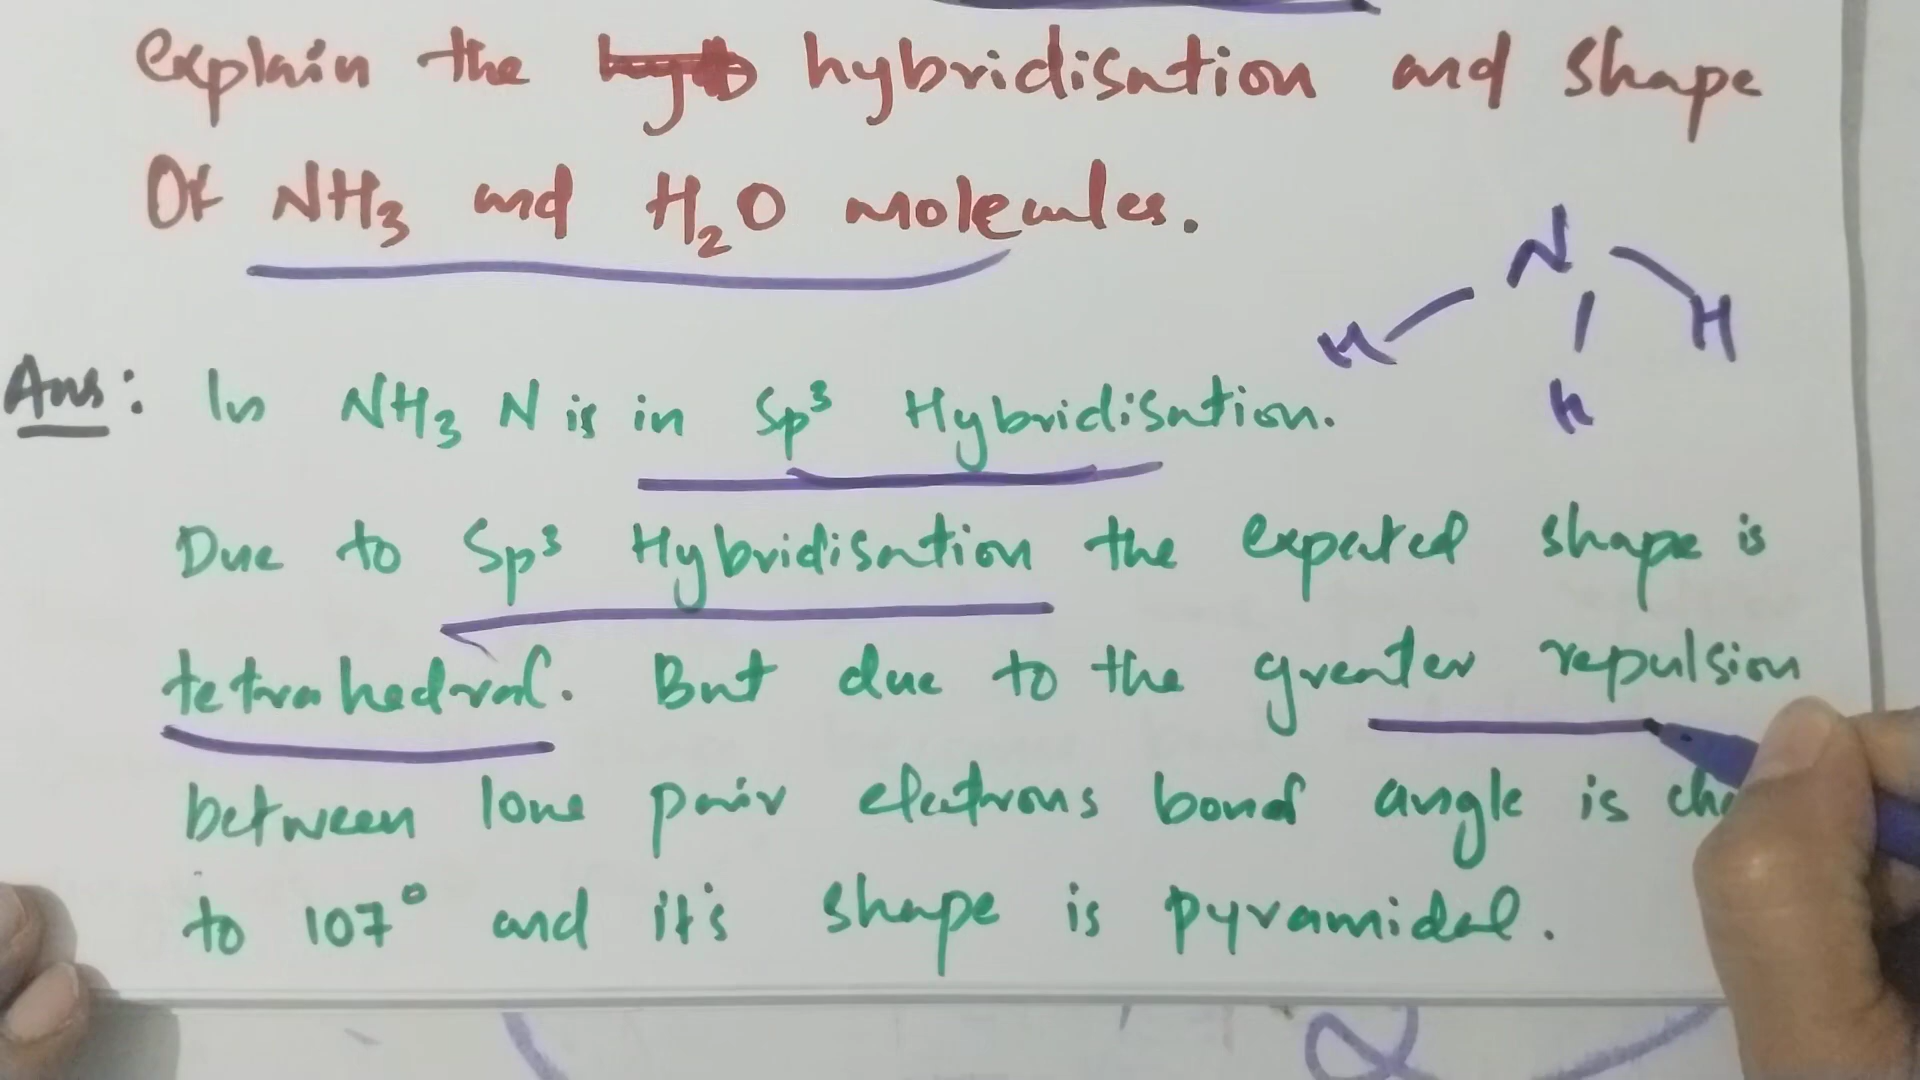 Explain the hybridisation and shape
Of NH₃ and H₂O molecules.
N
H H
H
Ans: In NH₃ N is in Sp³ Hybridisation.
Due to Sp³ Hybridisation the expected shape is
tetrahedral. But due to the greater repulsion
between lone pair electrons bond angle is
to 107° and it's shape is pyramidal.